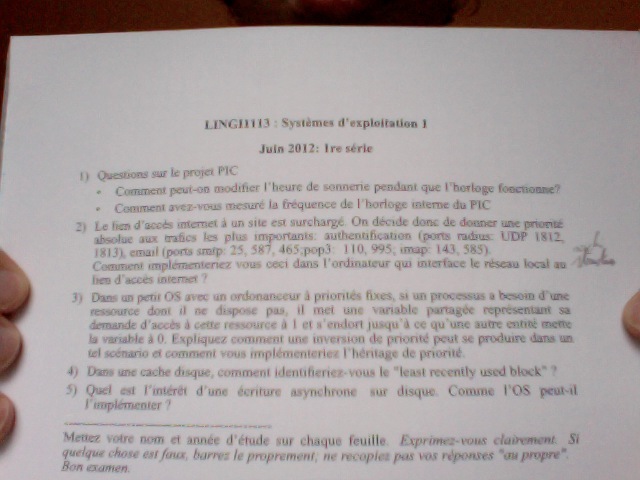 LINGI1113 : Systèmes d'exploitation 1
Juin 2012: 1re série
1) Questions sur le projet PIC
- Comment peut-on modifier l'heure de sonnerie pendant que l'horloge fonctionne?
- Comment avez-vous mesuré la fréquence de l'horloge interne du PIC
2) Le lien d'accès internet à un site est surchargé. On décide donc de donner une priorité
absolue aux trafics les plus importants: authentification (ports radius: UDP 1812,
1813), email (ports smtp: 25, 587, 465;pop3: 110, 995; imap: 143, 585).
Comment implémenteriez vous ceci dans l'ordinateur qui interface le réseau local au
lien d'accès internet ?
3) Dans un petit OS avec un ordonanceur à priorités fixes, si un processus a besoin d'une
ressource dont il ne dispose pas, il met une variable partagée représentant sa
demande d'accès à cette ressource à 1 et s'endort jusqu'à ce qu'une autre entité mette
la variable à 0. Expliquez comment une inversion de priorité peut se produire dans un
tel scénario et comment vous implémenteriez l'héritage de priorité.
4) Dans une cache disque, comment identifieriez-vous le "least recently used block" ?
5) Quel est l'intérêt d'une écriture asynchrone sur disque. Comme l'OS peut-il
l'implémenter ?
Mettez votre nom et année d'étude sur chaque feuille. Exprimez-vous clairement. Si
quelque chose est faux, barrez le proprement; ne recopiez pas vos réponses "au propre".
Bon examen.